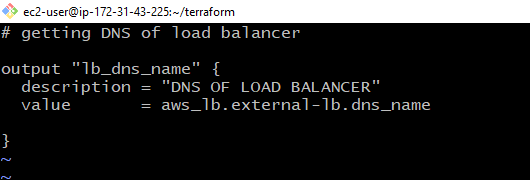 ec2-user@ip-172-31-43-225:~/terraform
# getting DNS of load balancer
output "lb_dns_name" {
  description = "DNS OF LOAD BALANCER"
  value       = aws_lb.external-lb.dns_name
}
~
~